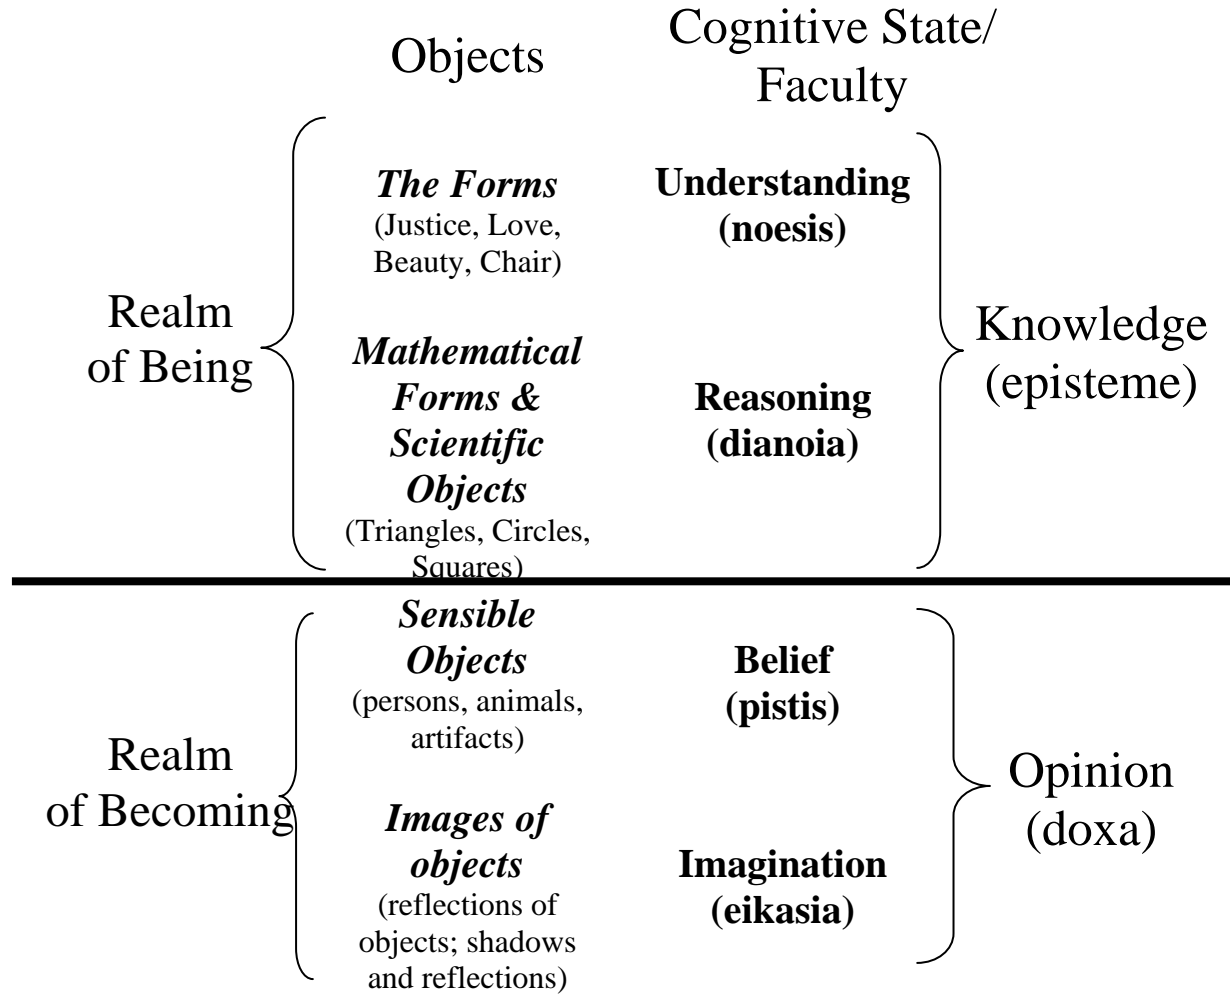 Objects
Cognitive State/
Faculty
The Forms
(Justice, Love,
Beauty, Chair)
Understanding
(noesis)
Realm
of Being
Mathematical
Forms &
Scientific
Objects
(Triangles, Circles,
Squares)
Reasoning
(dianoia)
Knowledge
(episteme)
Sensible
Objects
(persons, animals,
artifacts)
Belief
(pistis)
Realm
of Becoming
Images of
objects
(reflections of
objects; shadows
and reflections)
Imagination
(eikasia)
Opinion
(doxa)